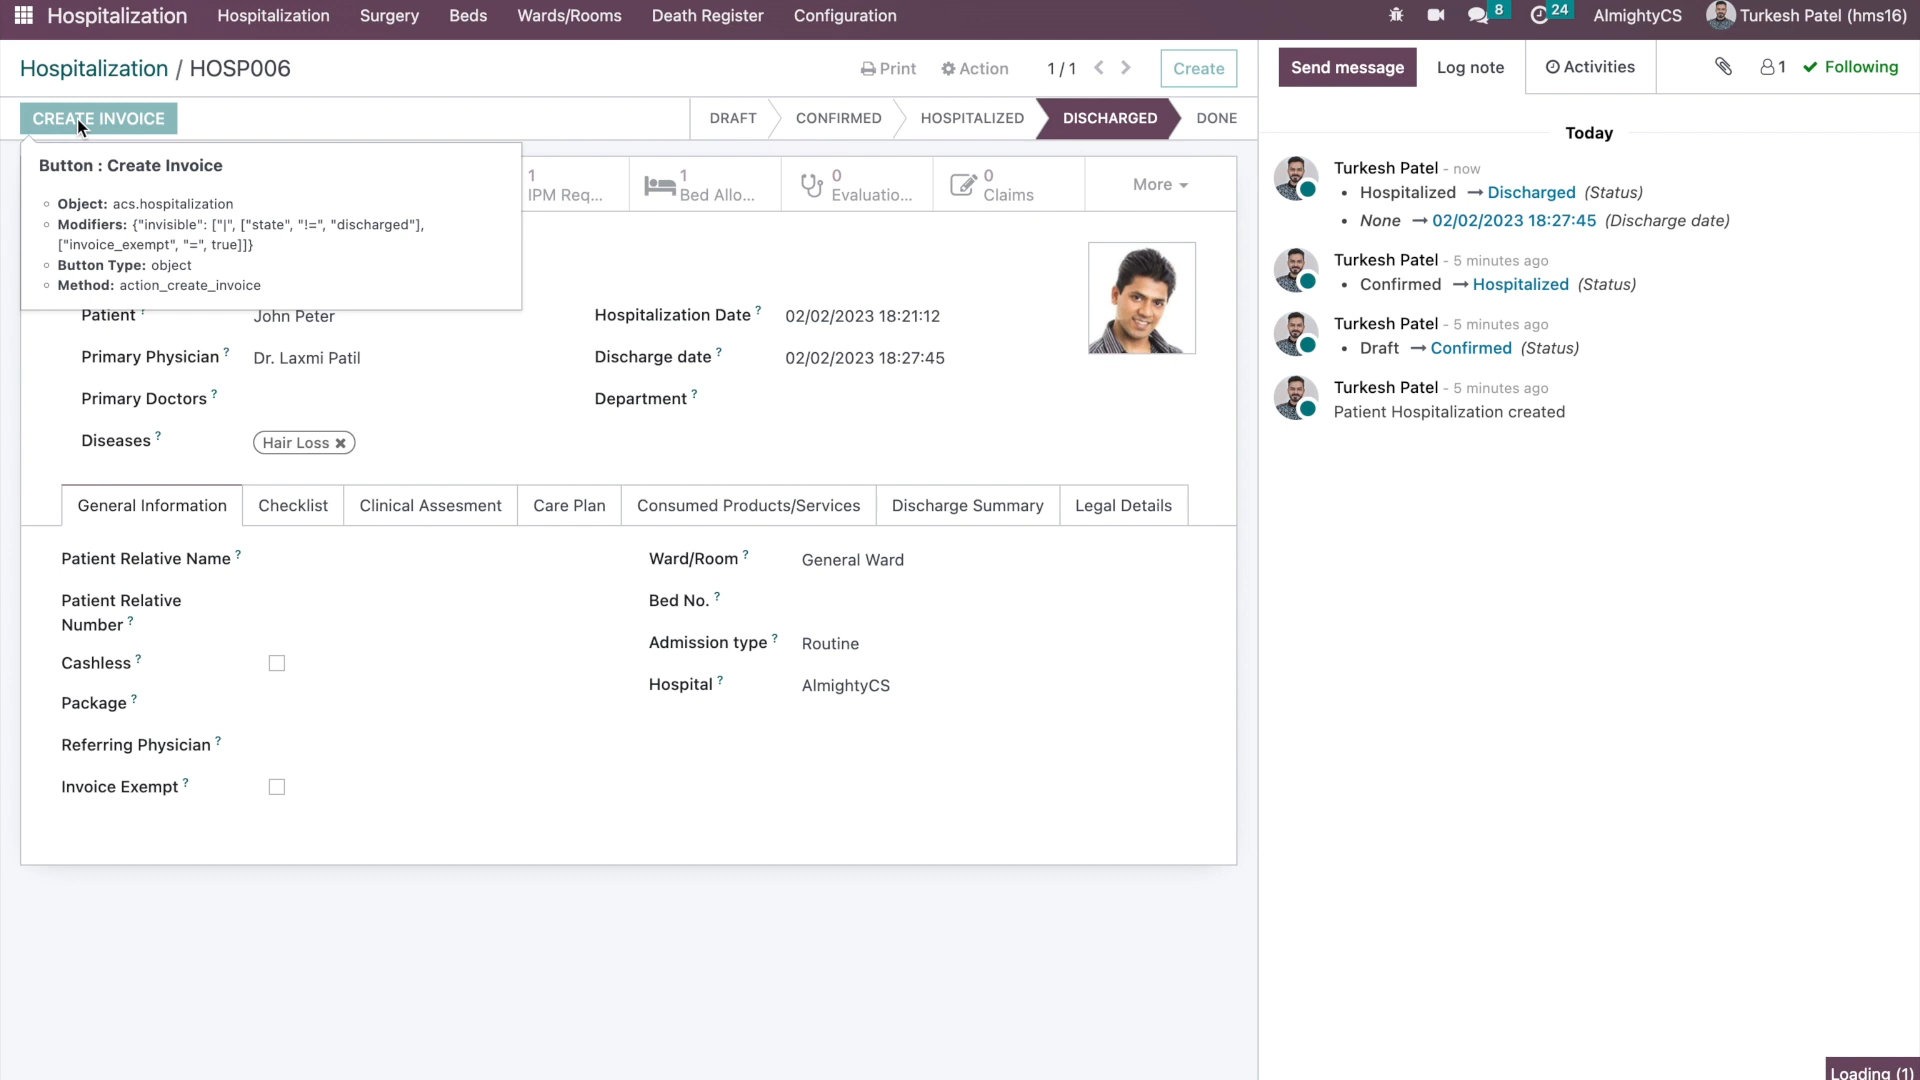 Hospitalization Hospitalization Surgery Beds Wards/Rooms Death Register Configuration 8 24 AlmightyCS Turkesh Patel (hms16)
Hospitalization / HOSP006 Print Action 1 / 1 Create
CREATE INVOICE DRAFT CONFIRMED HOSPITALIZED DISCHARGED DONE
Button : Create Invoice
Object: acs.hospitalization
Modifiers: {"invisible": ["|", ["state", "!=", "discharged"],
["invoice_exempt", "=", true]]}
Button Type: object
Method: action_create_invoice
1
IPM Req...
1
Bed Allo...
0
Evaluatio...
0
Claims
More
Patient ? John Peter
Hospitalization Date ? 02/02/2023 18:21:12
Primary Physician ? Dr. Laxmi Patil
Discharge date ? 02/02/2023 18:27:45
Primary Doctors ?
Department ?
Diseases ? Hair Loss ×
General Information Checklist Clinical Assesment Care Plan Consumed Products/Services Discharge Summary Legal Details
Patient Relative Name ?
Patient Relative
Number ?
Cashless ?
Package ?
Referring Physician ?
Invoice Exempt ?
Ward/Room ? General Ward
Bed No. ?
Admission type ? Routine
Hospital ? AlmightyCS
Send message Log note Activities 1 Following
Today
Turkesh Patel - now
• Hospitalized → Discharged (Status)
• None → 02/02/2023 18:27:45 (Discharge date)
Turkesh Patel - 5 minutes ago
• Confirmed → Hospitalized (Status)
Turkesh Patel - 5 minutes ago
• Draft → Confirmed (Status)
Turkesh Patel - 5 minutes ago
Patient Hospitalization created
Loading (1)